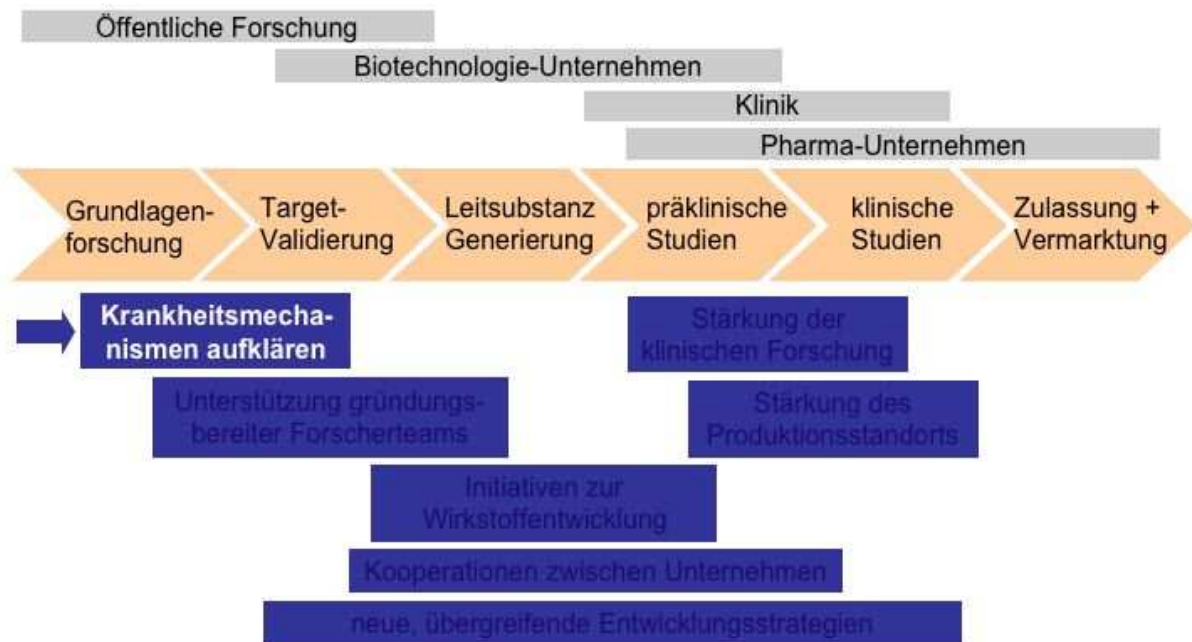 Öffentliche Forschung
Biotechnologie-Unternehmen
Klinik
Pharma-Unternehmen
Grundlagen-
forschung
Target-
Validierung
Leitsubstanz
Generierung
präklinische
Studien
klinische
Studien
Zulassung +
Vermarktung
Krankheitsmecha-
nismen aufklären
Stärkung der
klinischen Forschung
Unterstützung gründungs-
bereiter Forscherteams
Stärkung des
Produktionsstandorts
Initiativen zur
Wirkstoffentwicklung
Kooperationen zwischen Unternehmen
neue, übergreifende Entwicklungsstrategien